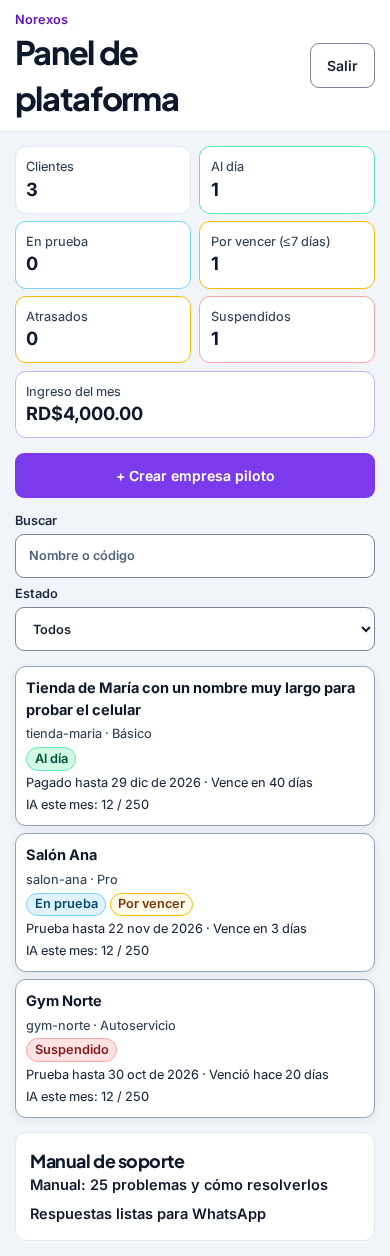 Norexos
Panel de
plataforma
Salir
Clientes
3
Al día
1
En prueba
0
Por vencer (≤7 días)
1
Atrasados
0
Suspendidos
1
Ingreso del mes
RD$4,000.00
+ Crear empresa piloto
Buscar
Nombre o código
Estado
Todos
Tienda de María con un nombre muy largo para
probar el celular
tienda-maria · Básico
Al día
Pagado hasta 29 dic de 2026 · Vence en 40 días
IA este mes: 12 / 250
Salón Ana
salon-ana · Pro
En prueba Por vencer
Prueba hasta 22 nov de 2026 · Vence en 3 días
IA este mes: 12 / 250
Gym Norte
gym-norte · Autoservicio
Suspendido
Prueba hasta 30 oct de 2026 · Venció hace 20 días
IA este mes: 12 / 250
Manual de soporte
Manual: 25 problemas y cómo resolverlos
Respuestas listas para WhatsApp